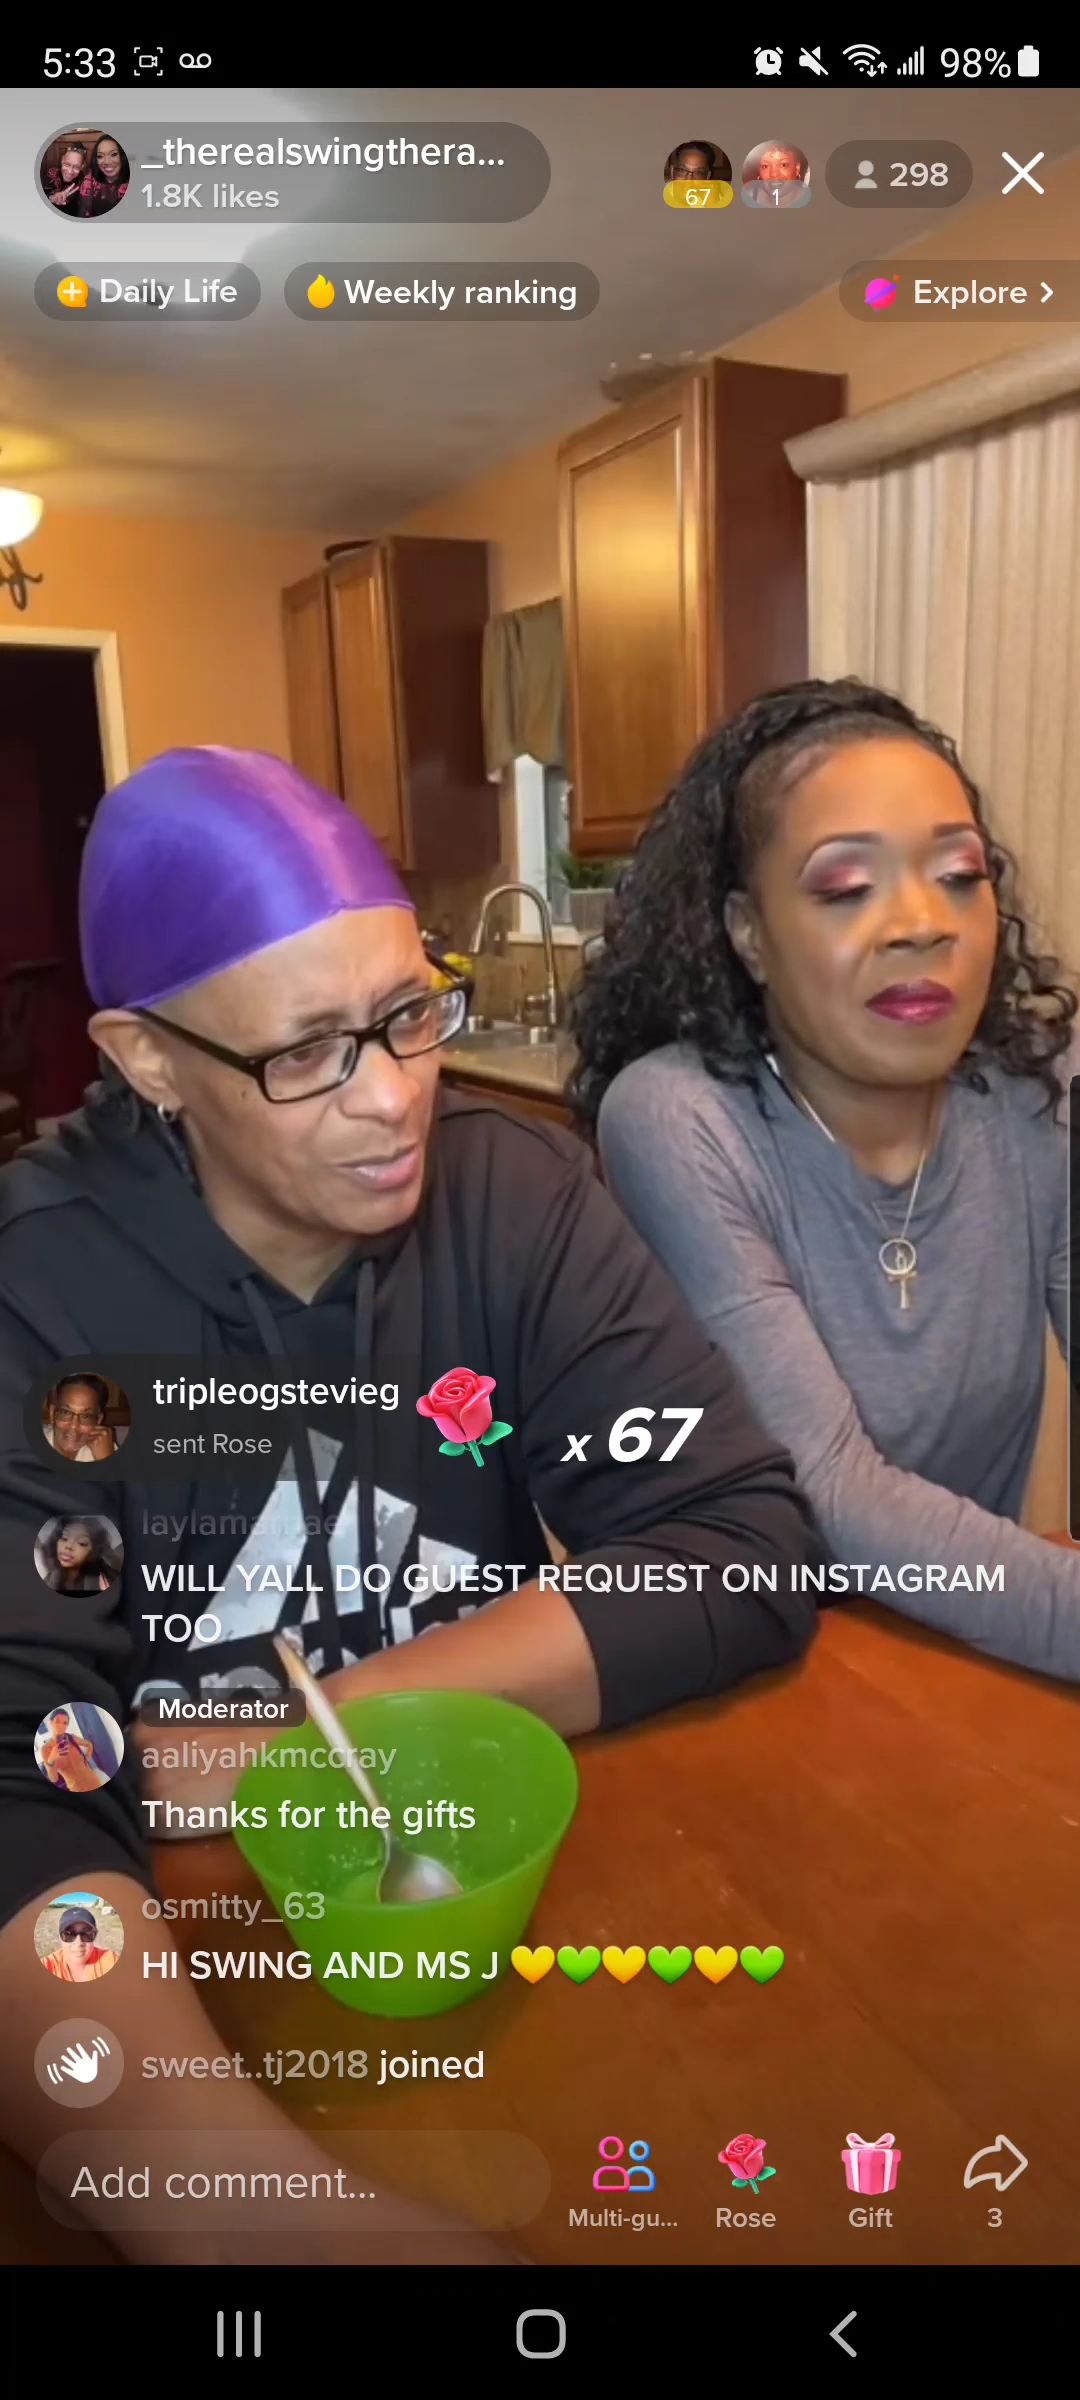 5:33
98%
_therealswingthera...
1.8K likes
67
1
298
Daily Life
Weekly ranking
Explore
tripleogstevieg
sent Rose
x 67
WILL YALL DO GUEST REQUEST ON INSTAGRAM
TOO
Moderator
aaliyahkmccray
Thanks for the gifts
osmitty_63
HI SWING AND MS J 💛💚💛💚💛💚
sweet..tj2018 joined
Add comment...
Multi-gu...
Rose
Gift
3